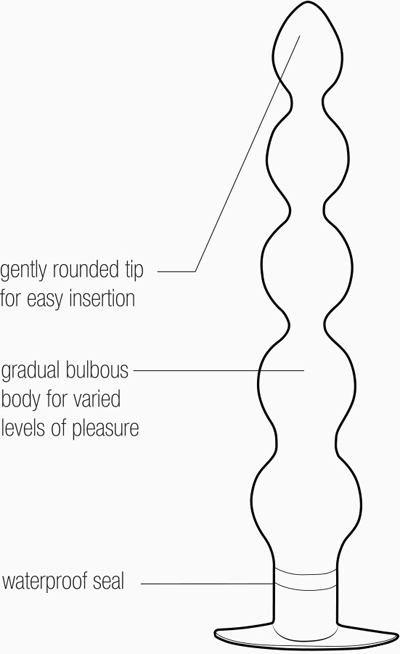 gently rounded tip
for easy insertion
gradual bulbous
body for varied
levels of pleasure
waterproof seal